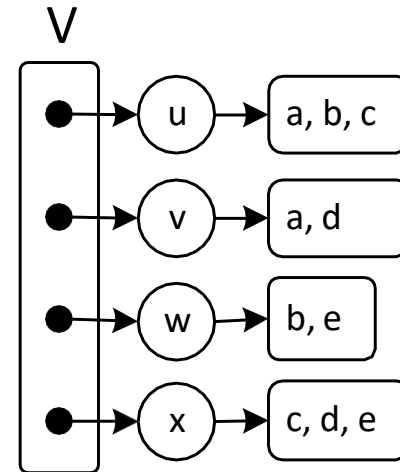 V
u a, b, c
v a, d
w b, e
x c, d, e